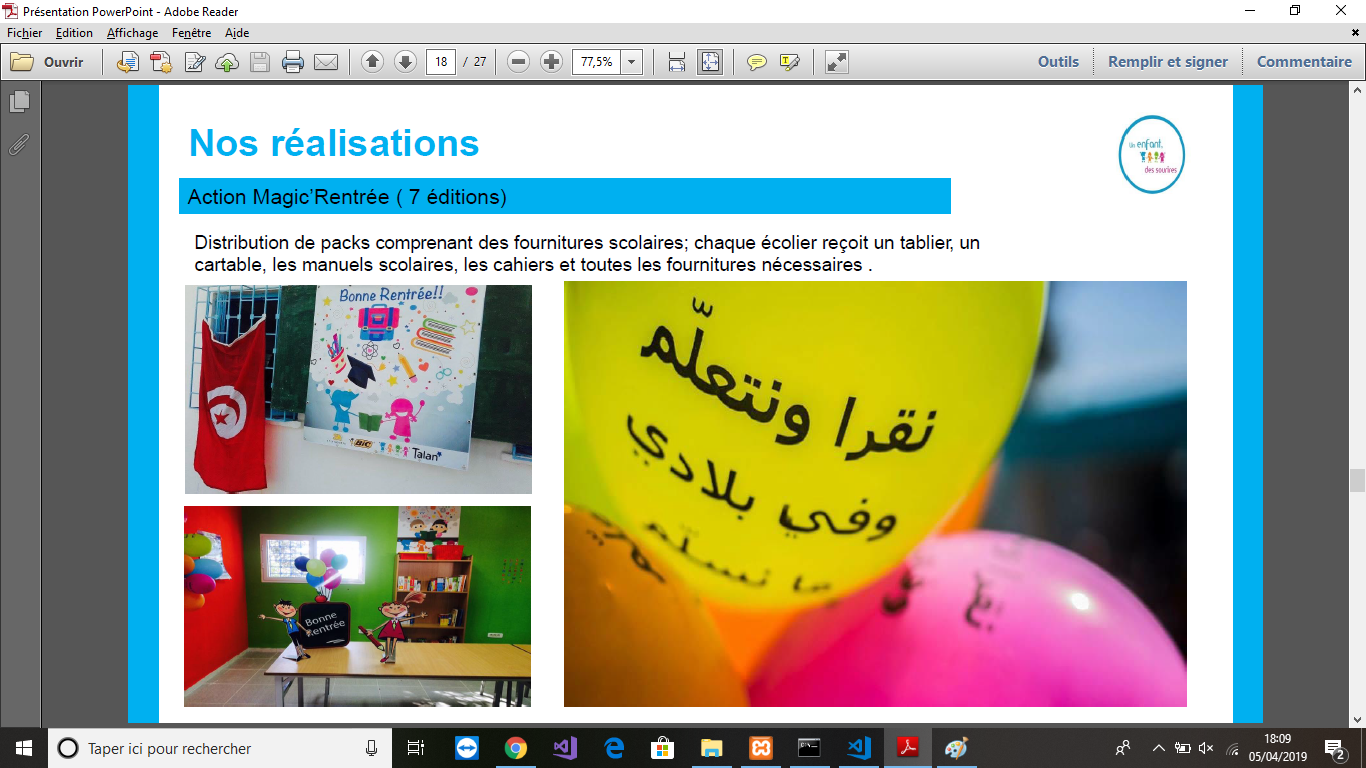 Présentation PowerPoint - Adobe Reader
Fichier Edition Affichage Fenêtre Aide
Ouvrir 18 / 27 77,5% Outils Remplir et signer Commentaire
Nos réalisations
Un enfant,
des sourires
Action Magic’Rentrée ( 7 éditions)
Distribution de packs comprenant des fournitures scolaires; chaque écolier reçoit un tablier, un
cartable, les manuels scolaires, les cahiers et toutes les fournitures nécessaires .
Bonne Rentrée!!
BiC Talan
نقرا ونتعلّم
وفي بلادي
ما نسلّم
Bonne
Rentrée
Taper ici pour rechercher
18:09
05/04/2019
2